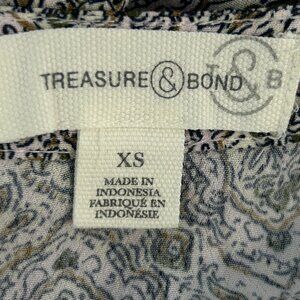 TREASURE & BOND
T & B
XS
MADE IN
INDONESIA
FABRIQUÉ EN
INDONÉSIE